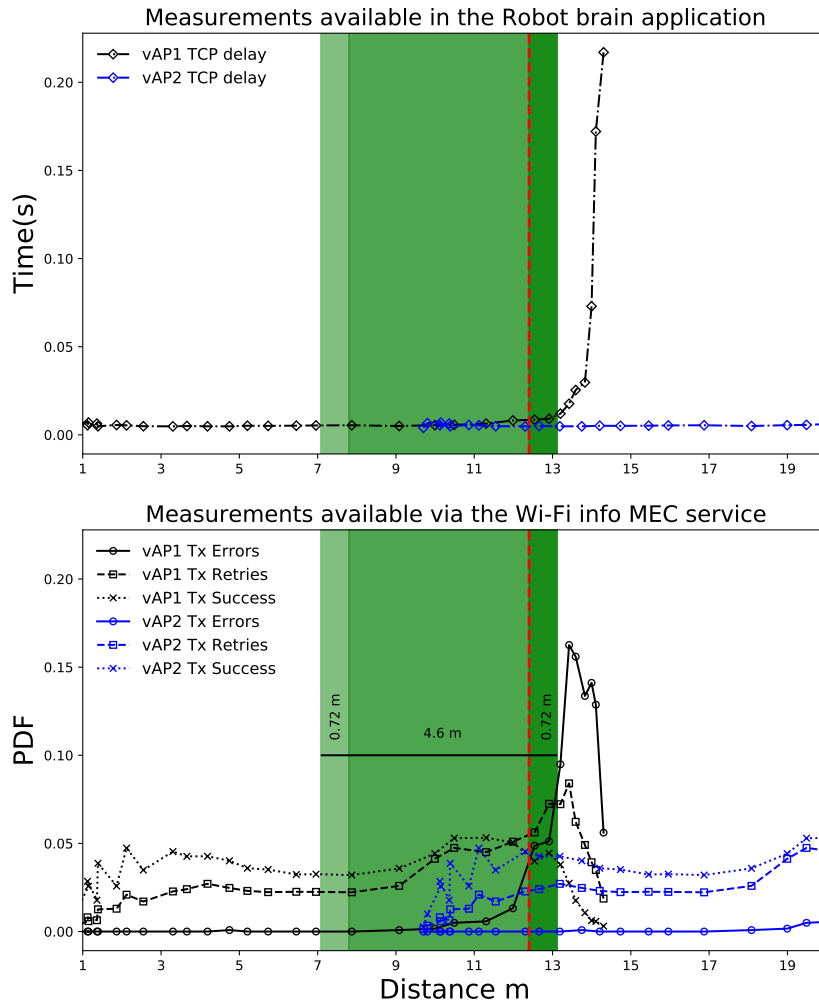 Measurements available in the Robot brain application
vAP1 TCP delay
vAP2 TCP delay
0.20
0.15
0.10
0.05
0.00
Time(s)
1 3 5 7 9 11 13 15 17 19
Measurements available via the Wi-Fi info MEC service
vAP1 Tx Errors
vAP1 Tx Retries
vAP1 Tx Success
vAP2 Tx Errors
vAP2 Tx Retries
vAP2 Tx Success
0.20
0.15
0.10
0.05
0.00
PDF
0.72 m
4.6 m
0.72 m
1 3 5 7 9 11 13 15 17 19
Distance m